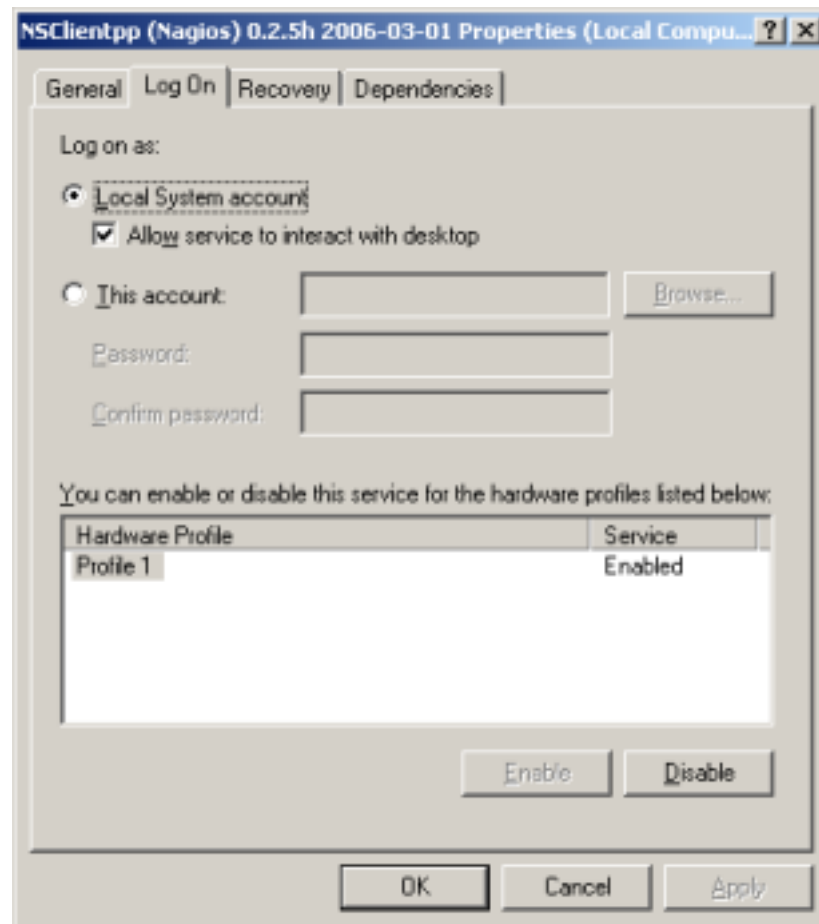 NSClientpp (Nagios) 0.2.5h 2006-03-01 Properties (Local Compu...
General Log On Recovery Dependencies
Log on as:
Local System account
Allow service to interact with desktop
This account: Browse...
Password:
Confirm password:
You can enable or disable this service for the hardware profiles listed below:
Hardware Profile Service
Profile 1 Enabled
Enable Disable
OK Cancel Apply